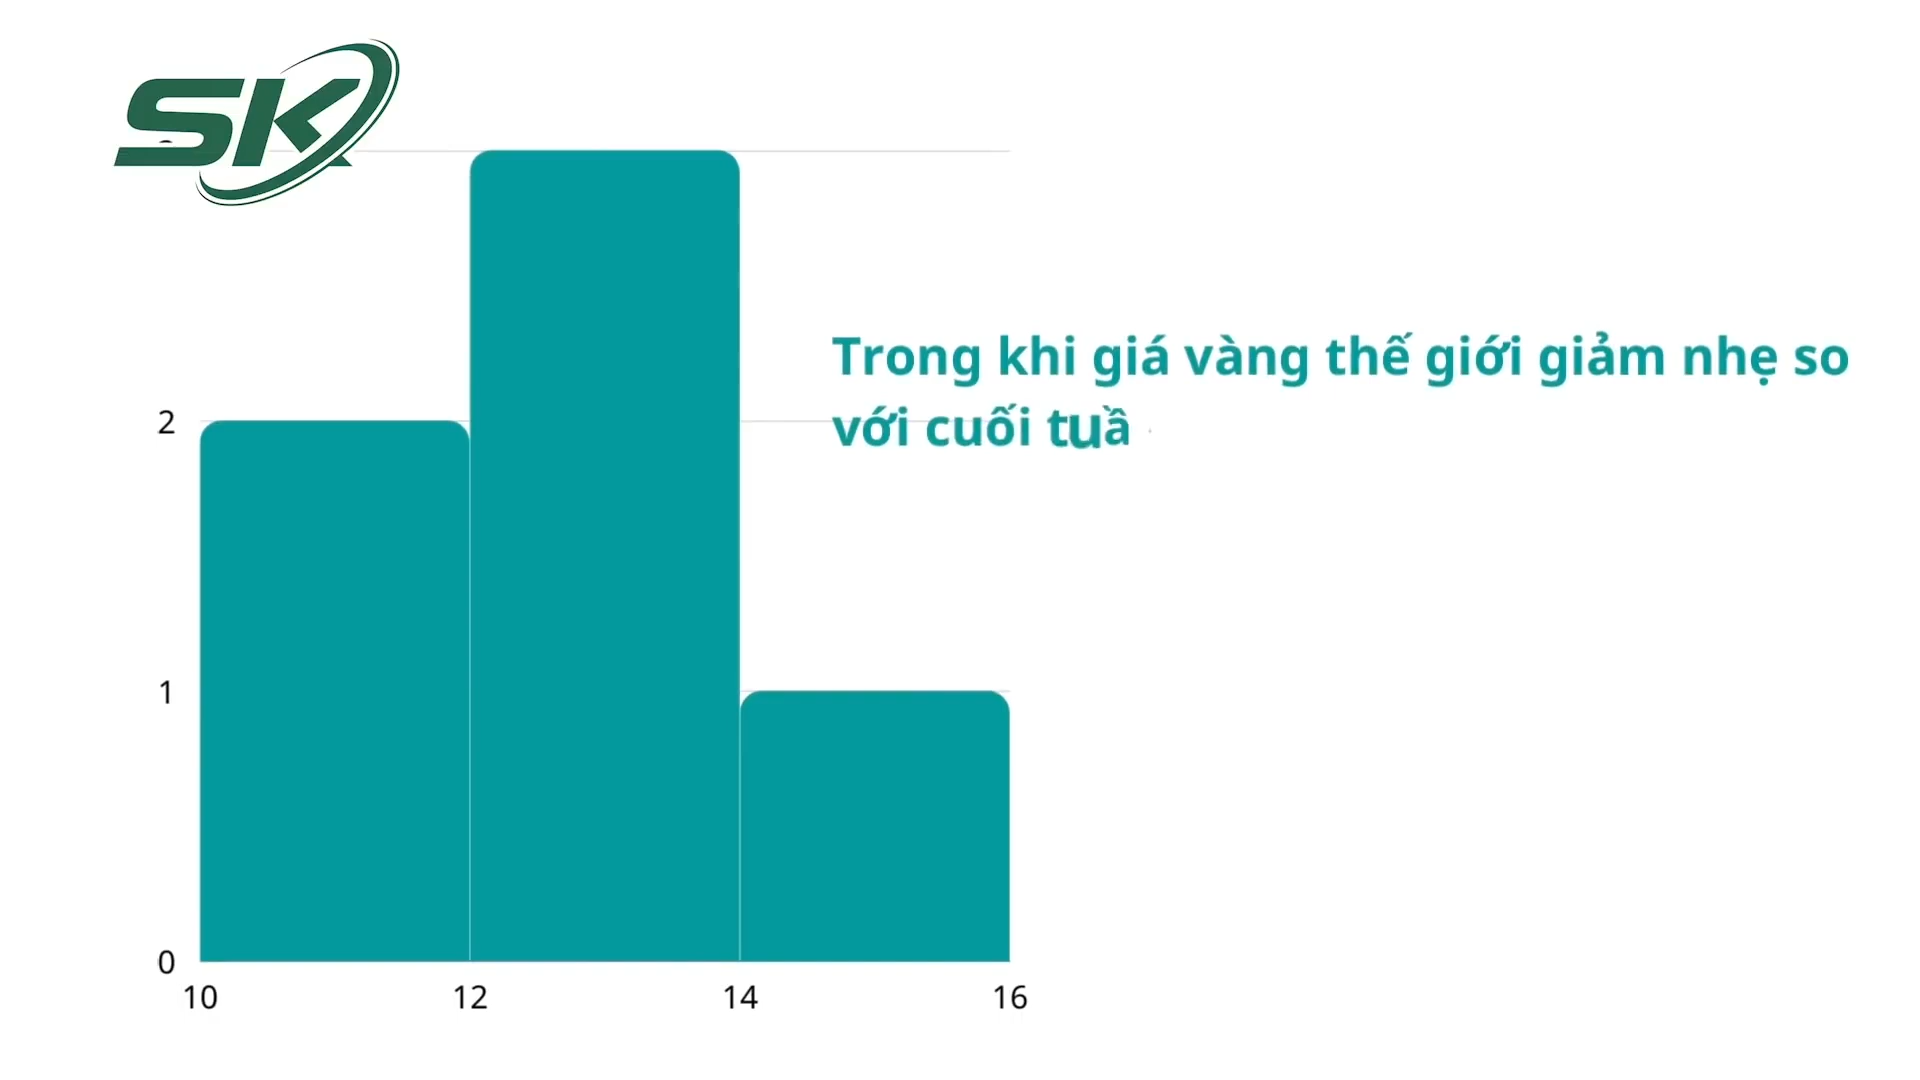 SK
Trong khi giá vàng thế giới giảm nhẹ so
với cuối tuầ
2
1
0
10 12 14 16